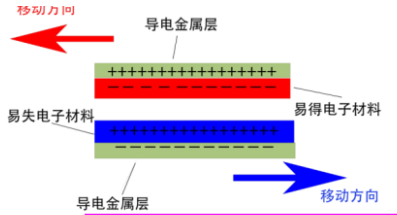 移动方向
导电金属层
++++++++++++++++
— — — — — — — — — — —
易得电子材料
易失电子材料
++++++++++++++++
— — — — — — — — — — —
导电金属层
移动方向